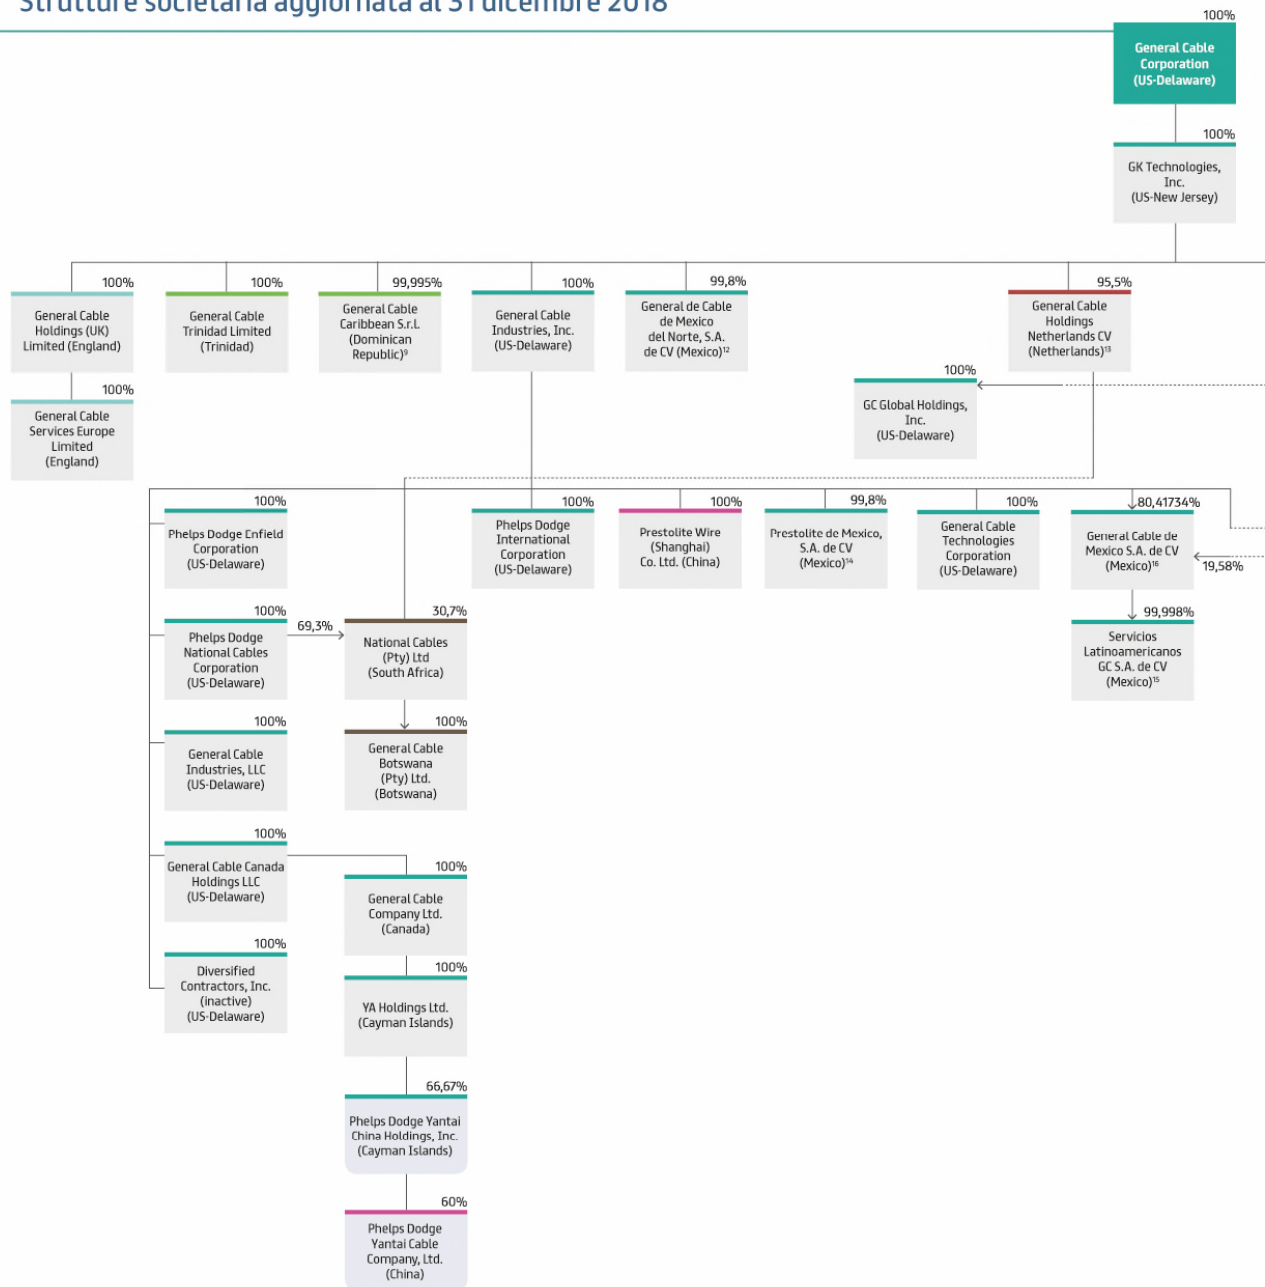 Strutture societaria aggiornata al 31 dicembre 2018
100%
General Cable
Corporation
(US-Delaware)
100%
GK Technologies,
Inc.
(US-New Jersey)
100%
General Cable
Holdings (UK)
Limited (England)
100%
General Cable
Trinidad Limited
(Trinidad)
99,995%
General Cable
Caribbean S.r.l.
(Dominican
Republic)⁹
100%
General Cable
Industries, Inc.
(US-Delaware)
99,8%
General de Cable
de Mexico
del Norte, S.A.
de CV (Mexico)¹²
95,5%
General Cable
Holdings
Netherlands CV
(Netherlands)¹³
100%
General Cable
Services Europe
Limited
(England)
100%
GC Global Holdings,
Inc.
(US-Delaware)
100%
Phelps Dodge Enfield
Corporation
(US-Delaware)
100%
Phelps Dodge
International
Corporation
(US-Delaware)
100%
Prestolite Wire
(Shanghai)
Co. Ltd. (China)
99,8%
Prestolite de Mexico,
S.A. de CV
(Mexico)¹⁴
100%
General Cable
Technologies
Corporation
(US-Delaware)
80,41734%
General Cable de
Mexico S.A. de CV
(Mexico)¹⁶
19,58%
100%
Phelps Dodge
National Cables
Corporation
(US-Delaware)
69,3%
30,7%
National Cables
(Pty) Ltd
(South Africa)
99,998%
Servicios
Latinoamericanos
GC S.A. de CV
(Mexico)¹⁵
100%
General Cable
Industries, LLC
(US-Delaware)
100%
General Cable
Botswana
(Pty) Ltd.
(Botswana)
100%
General Cable Canada
Holdings LLC
(US-Delaware)
100%
General Cable
Company Ltd.
(Canada)
100%
Diversified
Contractors, Inc.
(inactive)
(US-Delaware)
100%
YA Holdings Ltd.
(Cayman Islands)
66,67%
Phelps Dodge Yantai
China Holdings, Inc.
(Cayman Islands)
60%
Phelps Dodge
Yantai Cable
Company, Ltd.
(China)